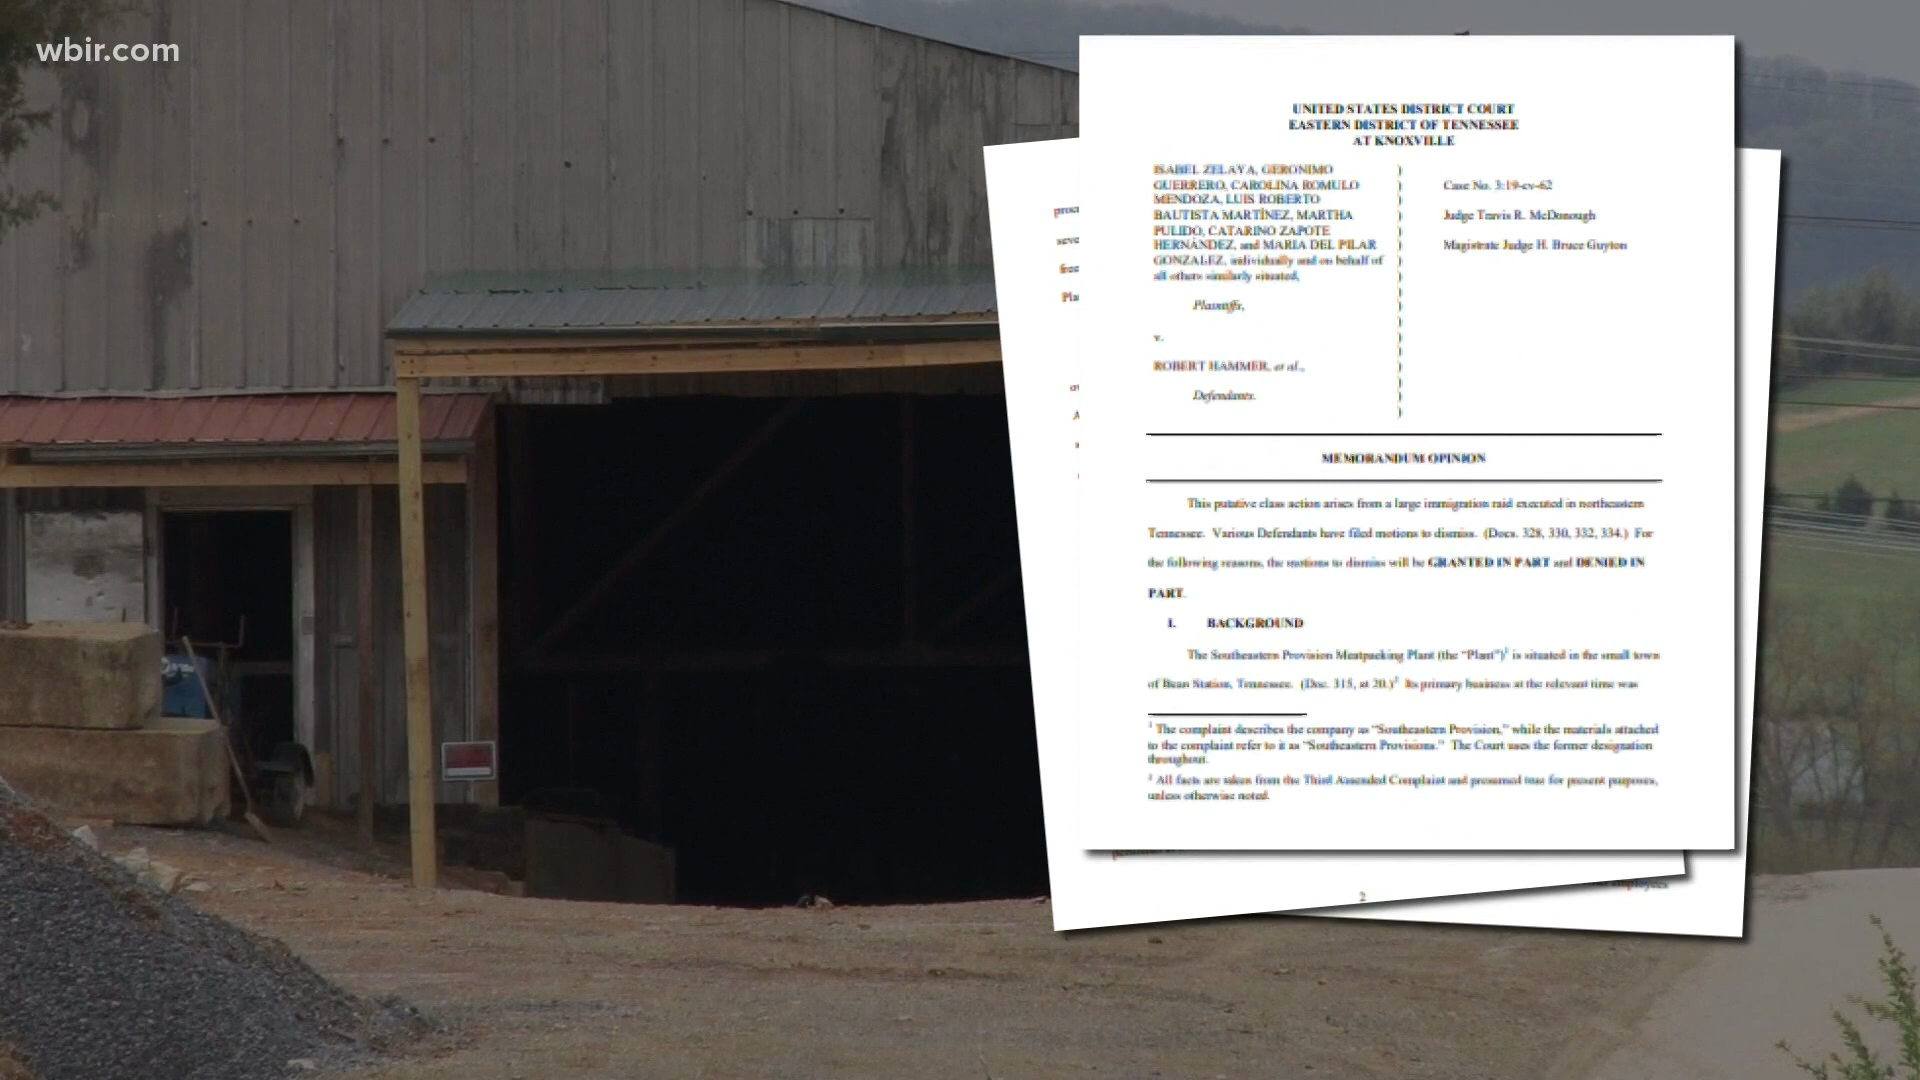 wbir.com
UNITED STATES DISTRICT COURT
EASTERN DISTRICT OF TENNESSEE
AT KNOXVILLE
ISABEL ZELAYA, GERONIMO
GUERRERO, CAROLINA ROMULO
MENDOZA, LUIS ROBERTO
BAUTISTA MARTÍNEZ, MARTHA
PULIDO, CATARINO ZAPOTE
HERNÁNDEZ, and MARIA DEL PILAR
GONZALEZ, individually and on behalf of
all others similarly situated,
Plaintiffs,
v.
ROBERT HAMMER, et al.,
Defendants.
Case No. 3:19-cv-62
Judge Travis R. McDonough
Magistrate Judge H. Bruce Guyton
MEMORANDUM OPINION
This putative class action arises from a large immigration raid executed in northeastern
Tennessee. Various Defendants have filed motions to dismiss. (Docs. 328, 330, 332, 334.) For
the following reasons, the motions to dismiss will be GRANTED IN PART and DENIED IN
PART.
I. BACKGROUND
The Southeastern Provision Meatpacking Plant (the “Plant”)1 is situated in the small town
of Bean Station, Tennessee. (Doc. 315, at 20.)2 Its primary business at the relevant time was
1 The complaint describes the company as “Southeastern Provision,” while the materials attached
to the complaint refer to it as “Southeastern Provisions.” The Court uses the former designation
throughout.
2 All facts are taken from the Third Amended Complaint and presumed true for present purposes,
unless otherwise noted.
employees
2